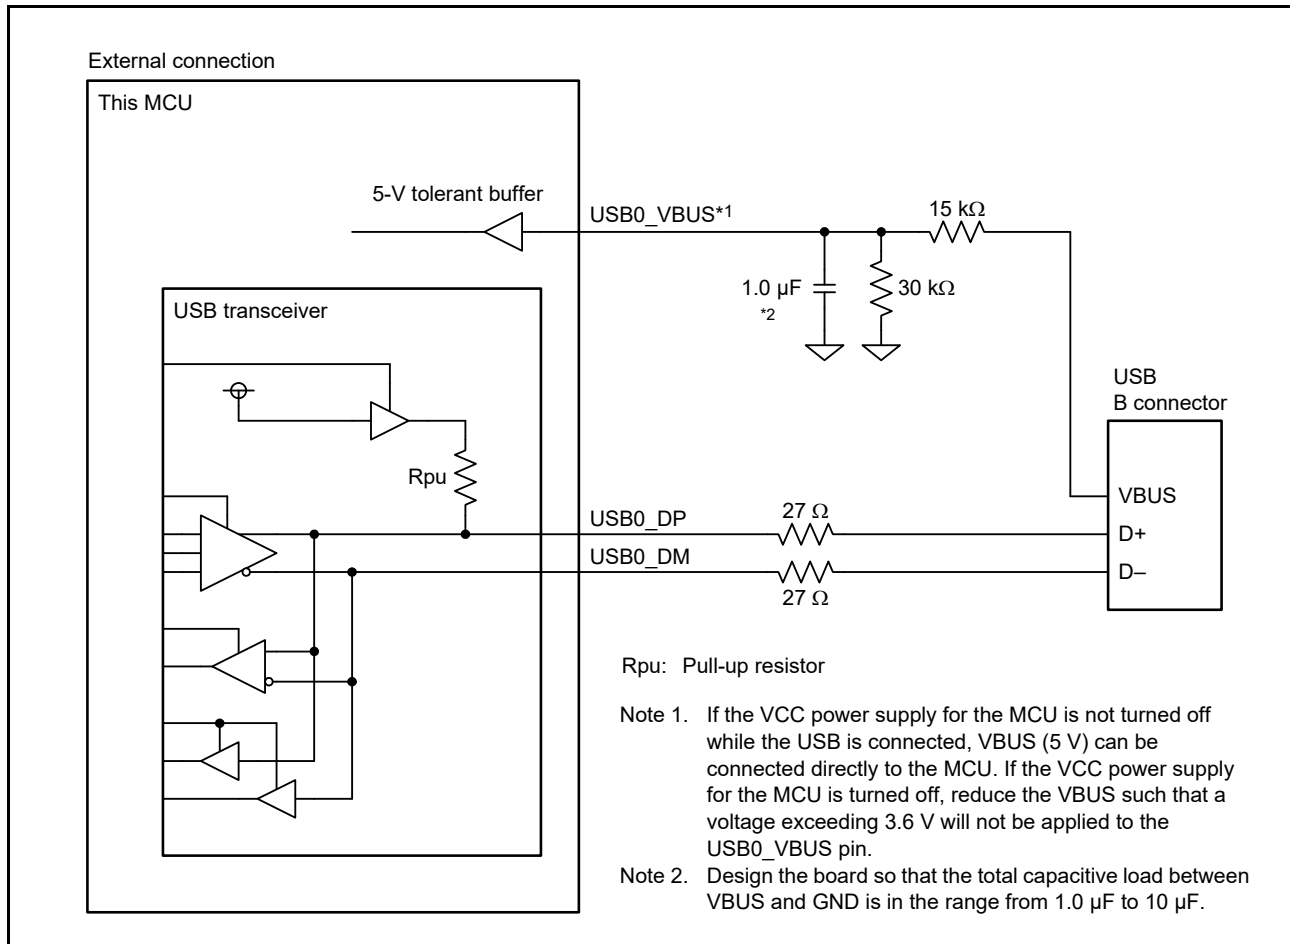 External connection
This MCU
5-V tolerant buffer
USB0_VBUS*1
15 kΩ
1.0 µF
*2
30 kΩ
USB transceiver
USB
B connector
Rpu
VBUS
USB0_DP
27 Ω
D+
USB0_DM
D–
27 Ω
Rpu: Pull-up resistor
Note 1. If the VCC power supply for the MCU is not turned off
while the USB is connected, VBUS (5 V) can be
connected directly to the MCU. If the VCC power supply
for the MCU is turned off, reduce the VBUS such that a
voltage exceeding 3.6 V will not be applied to the
USB0_VBUS pin.
Note 2. Design the board so that the total capacitive load between
VBUS and GND is in the range from 1.0 µF to 10 µF.